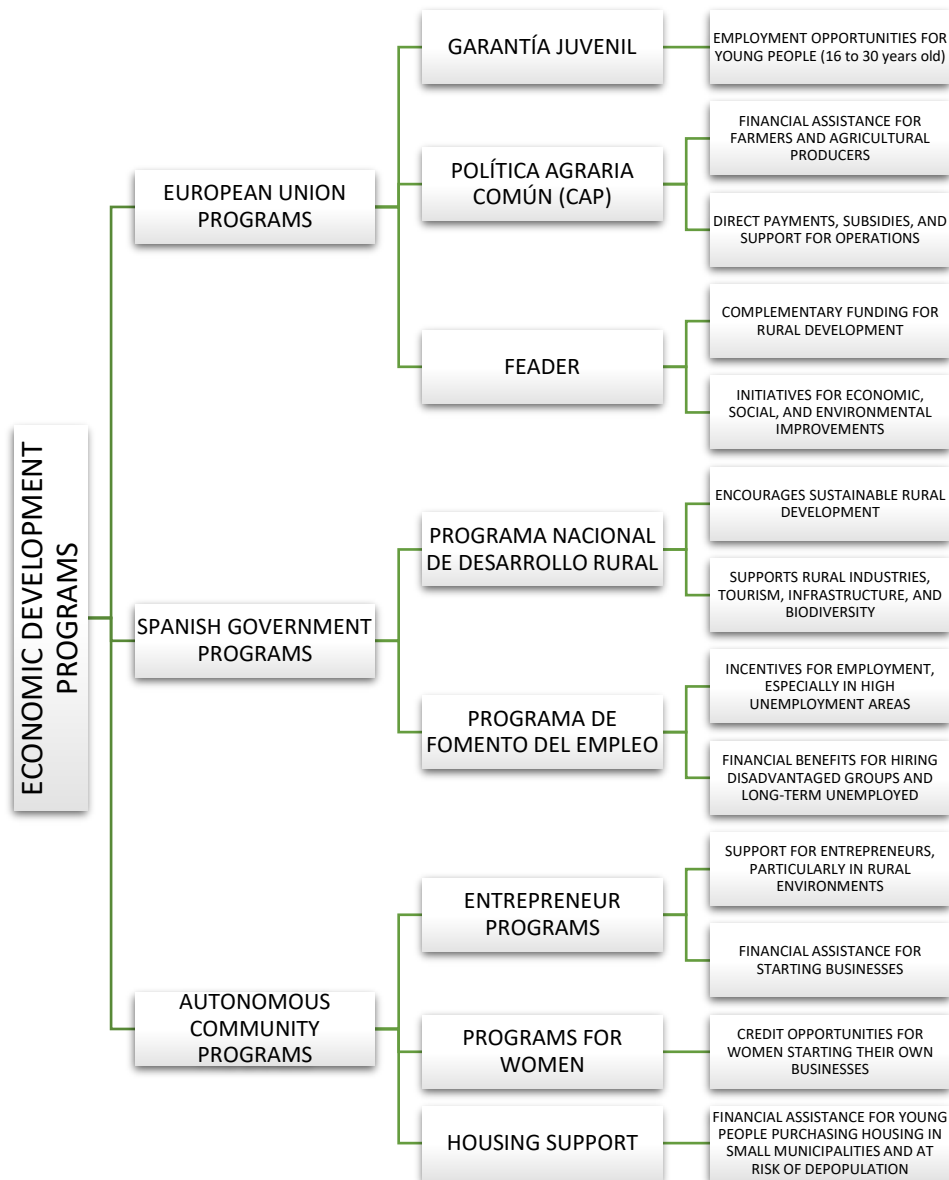 ECONOMIC DEVELOPMENT
PROGRAMS
EUROPEAN UNION
PROGRAMS
GARANTÍA JUVENIL
EMPLOYMENT OPPORTUNITIES FOR
YOUNG PEOPLE (16 to 30 years old)
POLÍTICA AGRARIA
COMÚN (CAP)
FINANCIAL ASSISTANCE FOR
FARMERS AND AGRICULTURAL
PRODUCERS
DIRECT PAYMENTS, SUBSIDIES, AND
SUPPORT FOR OPERATIONS
FEADER
COMPLEMENTARY FUNDING FOR
RURAL DEVELOPMENT
INITIATIVES FOR ECONOMIC,
SOCIAL, AND ENVIRONMENTAL
IMPROVEMENTS
SPANISH GOVERNMENT
PROGRAMS
PROGRAMA NACIONAL
DE DESARROLLO RURAL
ENCOURAGES SUSTAINABLE RURAL
DEVELOPMENT
SUPPORTS RURAL INDUSTRIES,
TOURISM, INFRASTRUCTURE, AND
BIODIVERSITY
PROGRAMA DE
FOMENTO DEL EMPLEO
INCENTIVES FOR EMPLOYMENT,
ESPECIALLY IN HIGH
UNEMPLOYMENT AREAS
FINANCIAL BENEFITS FOR HIRING
DISADVANTAGED GROUPS AND
LONG-TERM UNEMPLOYED
AUTONOMOUS
COMMUNITY
PROGRAMS
ENTREPRENEUR
PROGRAMS
SUPPORT FOR ENTREPRENEURS,
PARTICULARLY IN RURAL
ENVIRONMENTS
FINANCIAL ASSISTANCE FOR
STARTING BUSINESSES
PROGRAMS FOR
WOMEN
CREDIT OPPORTUNITIES FOR
WOMEN STARTING THEIR OWN
BUSINESSES
HOUSING SUPPORT
FINANCIAL ASSISTANCE FOR YOUNG
PEOPLE PURCHASING HOUSING IN
SMALL MUNICIPALITIES AND AT
RISK OF DEPOPULATION